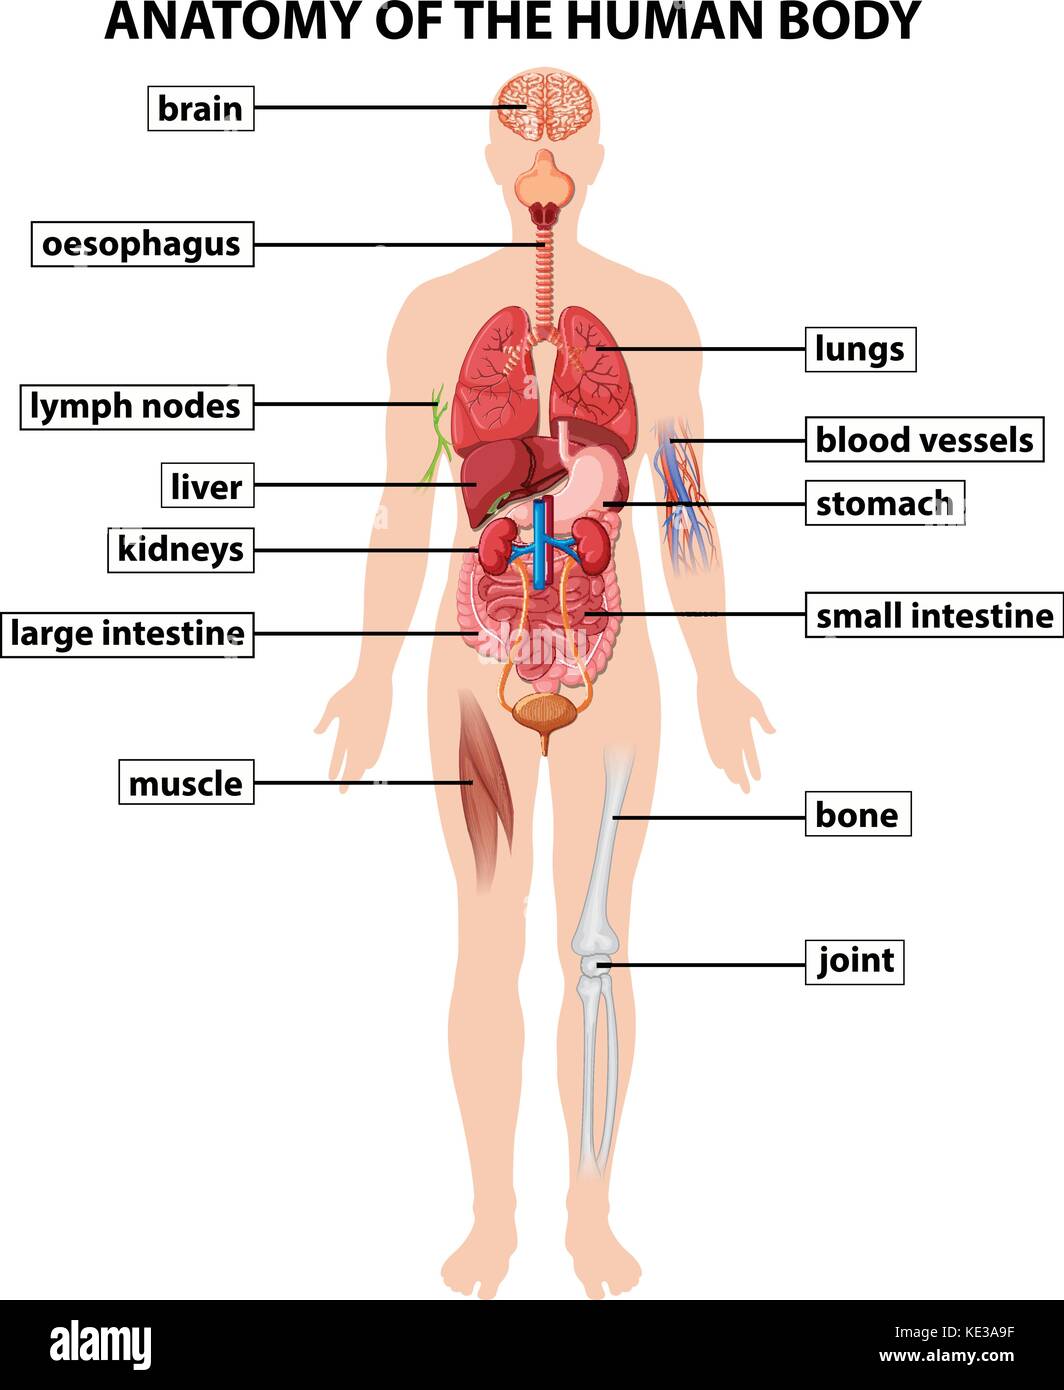 ANATOMY OF THE HUMAN BODY
brain
oesophagus
lungs
lymph nodes
blood vessels
liver
stomach
kidneys
small intestine
large intestine
muscle
bone
joint
a
a
a
a
alamy
a
a
a
a
alamy
Image ID: KE3A9F
www.alamy.com